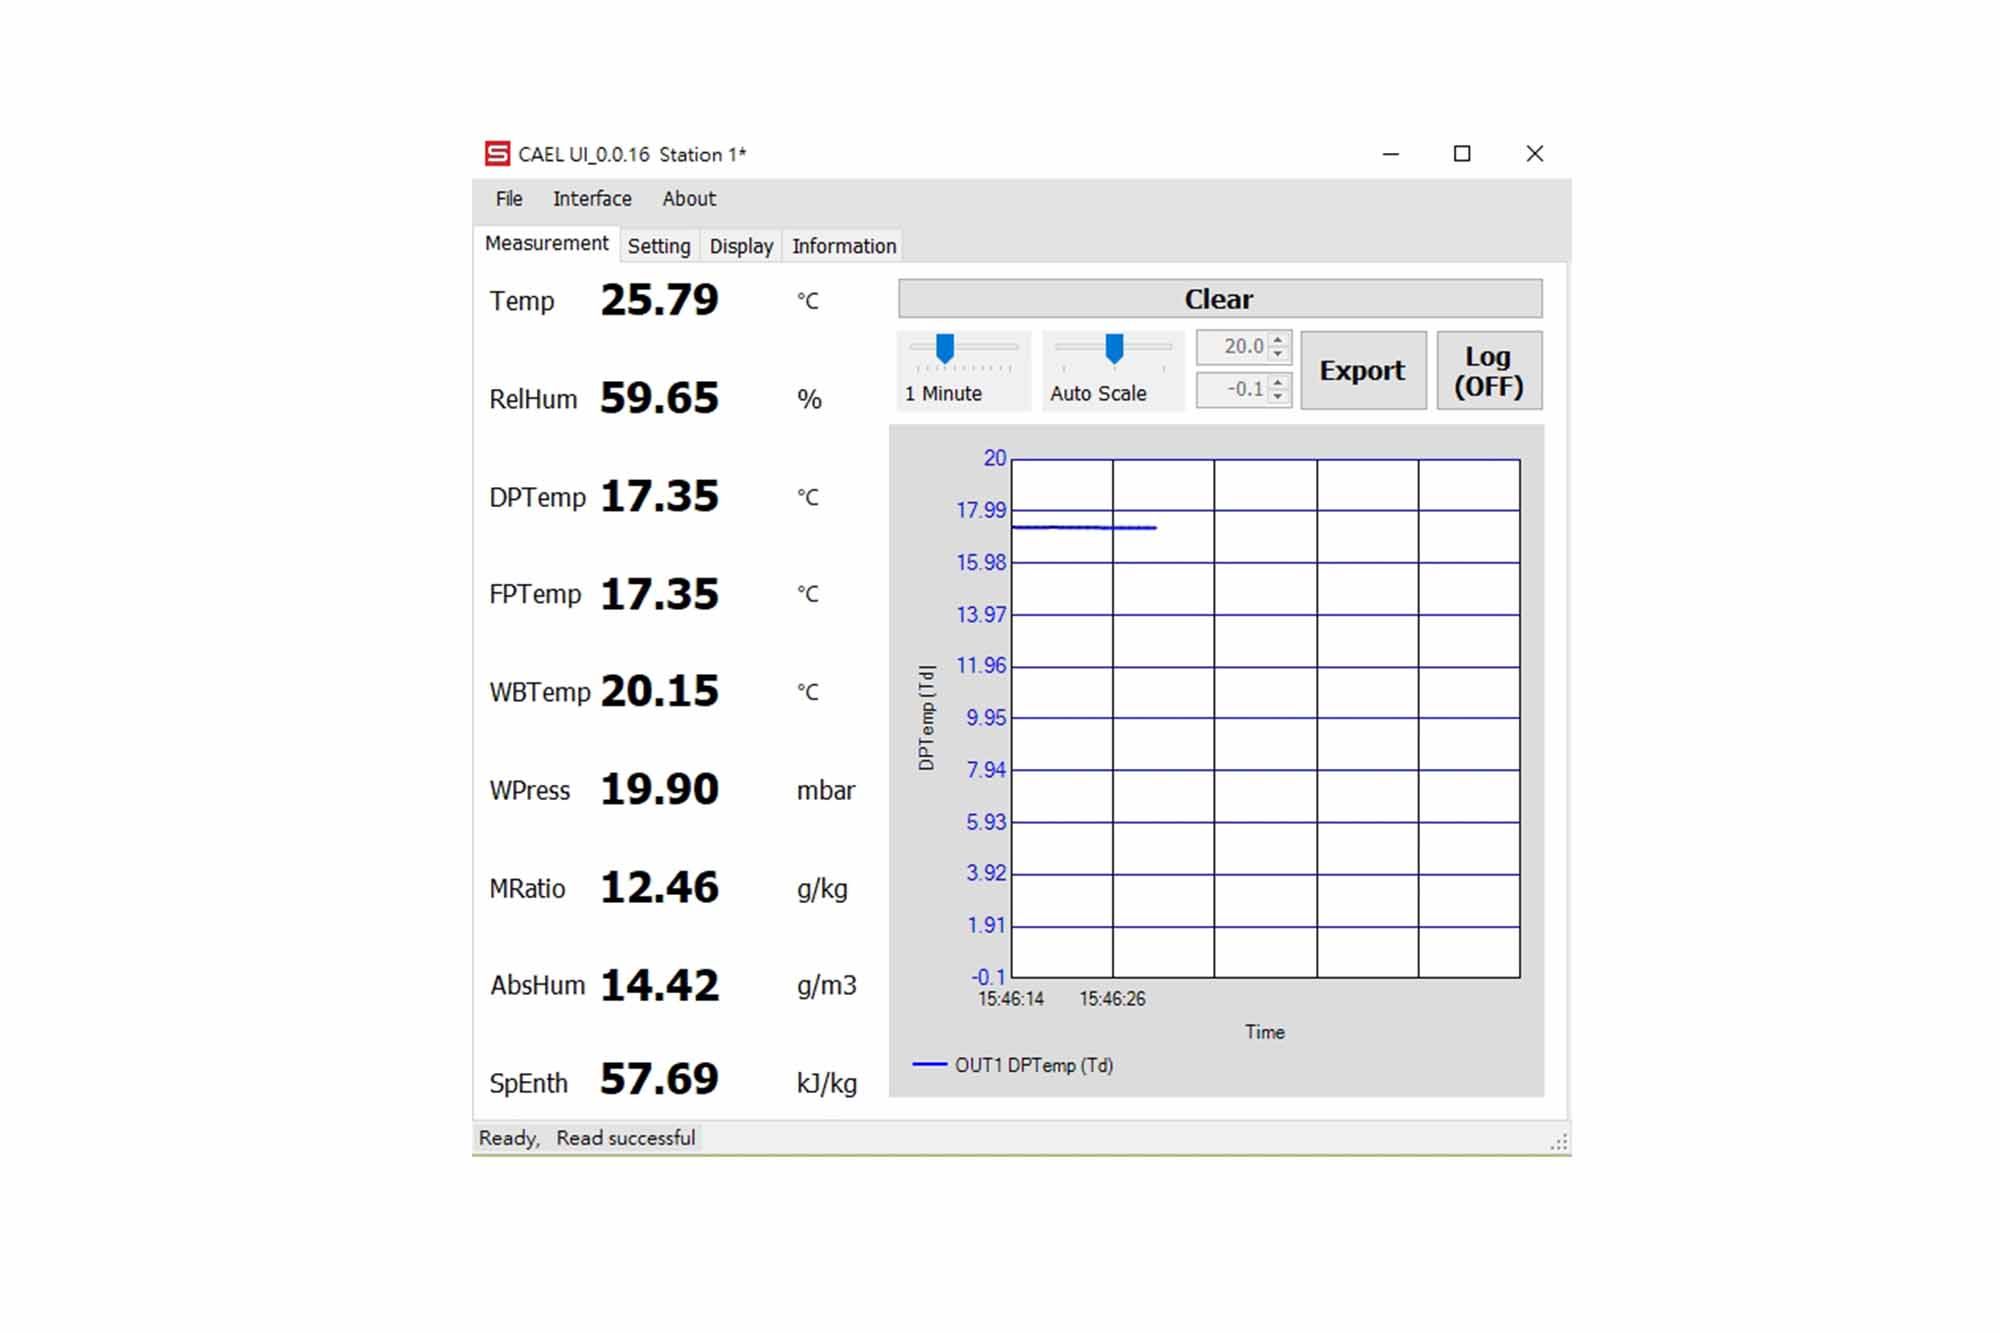 S CAEL UI_0.0.16 Station 1*
File Interface About
Measurement Setting Display Information
Temp 25.79 °C
RelHum 59.65 %
DPTemp 17.35 °C
FPTemp 17.35 °C
WBTemp 20.15 °C
WPress 19.90 mbar
MRatio 12.46 g/kg
AbsHum 14.42 g/m3
SpEnth 57.69 kJ/kg
Clear
1 Minute
Auto Scale
20.0
-0.1
Export
Log
(OFF)
20
17.99
15.98
13.97
11.96
9.95
7.94
5.93
3.92
1.91
-0.1
DPTemp (Td)
15:46:14 15:46:26
Time
OUT1 DPTemp (Td)
Ready, Read successful